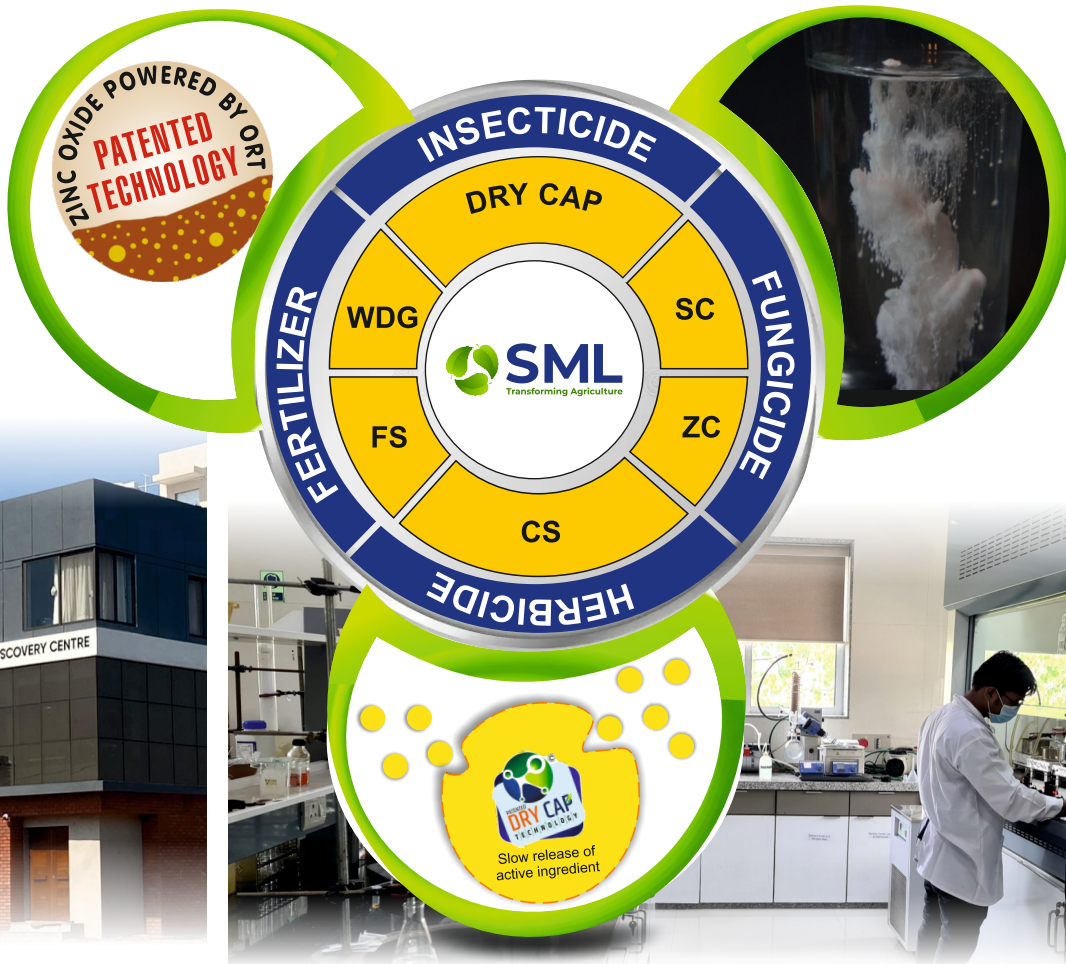 ZINC OXIDE POWERED BY ORT
PATENTED
TECHNOLOGY
INSECTICIDE
FUNGICIDE
HERBICIDE
FERTILIZER
DRY CAP
SC
ZC
CS
FS
WDG
SML
Transforming Agriculture
SCOVERY CENTRE
PATENTED
DRY CAP
TECHNOLOGY
Slow release of
active ingredient